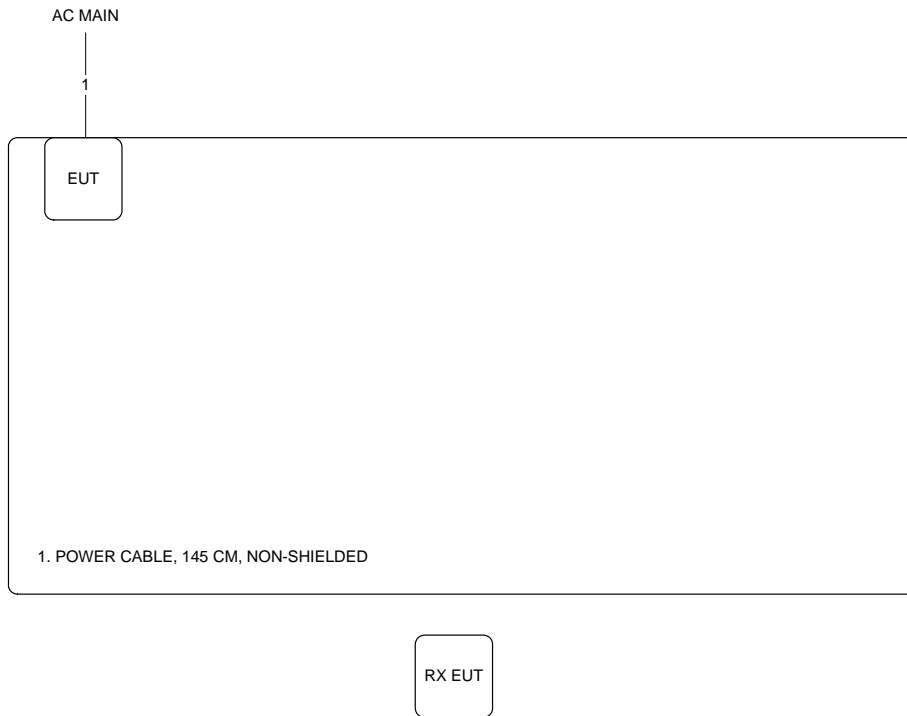 AC MAIN
1
EUT
1. POWER CABLE, 145 CM, NON-SHIELDED
RX EUT